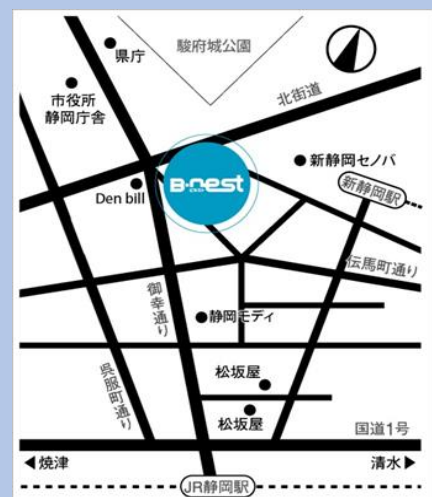 駿府城公園
県庁
市役所
静岡庁舎
北街道
新静岡セノバ
新静岡駅
Den bill
B・nest
伝馬町通り
御幸通り
静岡モディ
呉服町通り
松坂屋
松坂屋
国道1号
焼津
清水
JR静岡駅